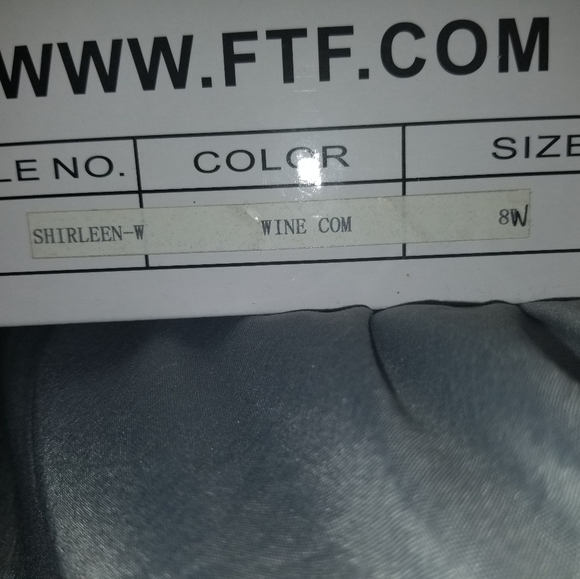 WWW.FTF.COM
LE NO. COLOR SIZE
SHIRLEEN-W WINE COM 8W